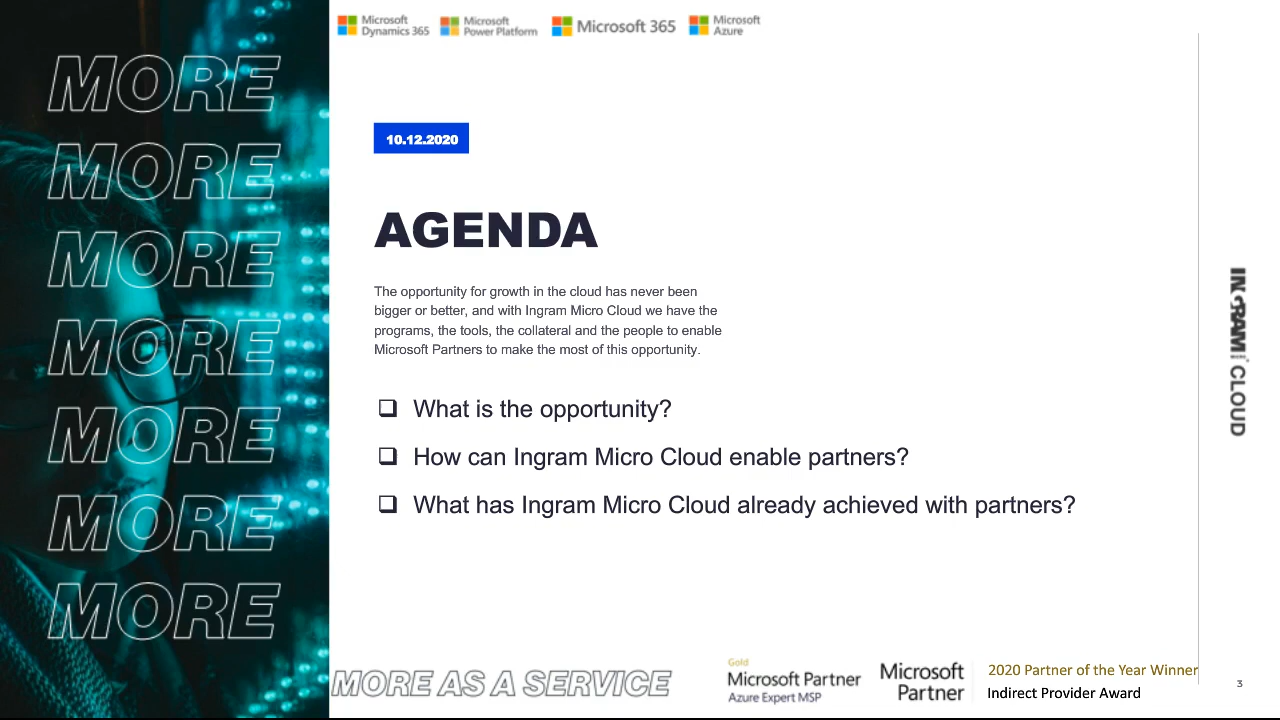 MORE
MORE
MORE
MORE
MORE
MORE
MORE
Microsoft
Dynamics 365
Microsoft
Power Platform
Microsoft 365
Microsoft
Azure
10.12.2020
AGENDA
The opportunity for growth in the cloud has never been
bigger or better, and with Ingram Micro Cloud we have the
programs, the tools, the collateral and the people to enable
Microsoft Partners to make the most of this opportunity.
❑ What is the opportunity?
❑ How can Ingram Micro Cloud enable partners?
❑ What has Ingram Micro Cloud already achieved with partners?
INGRAM CLOUD
MORE AS A SERVICE
Gold
Microsoft Partner
Azure Expert MSP
Microsoft
Partner
2020 Partner of the Year Winner
Indirect Provider Award
3